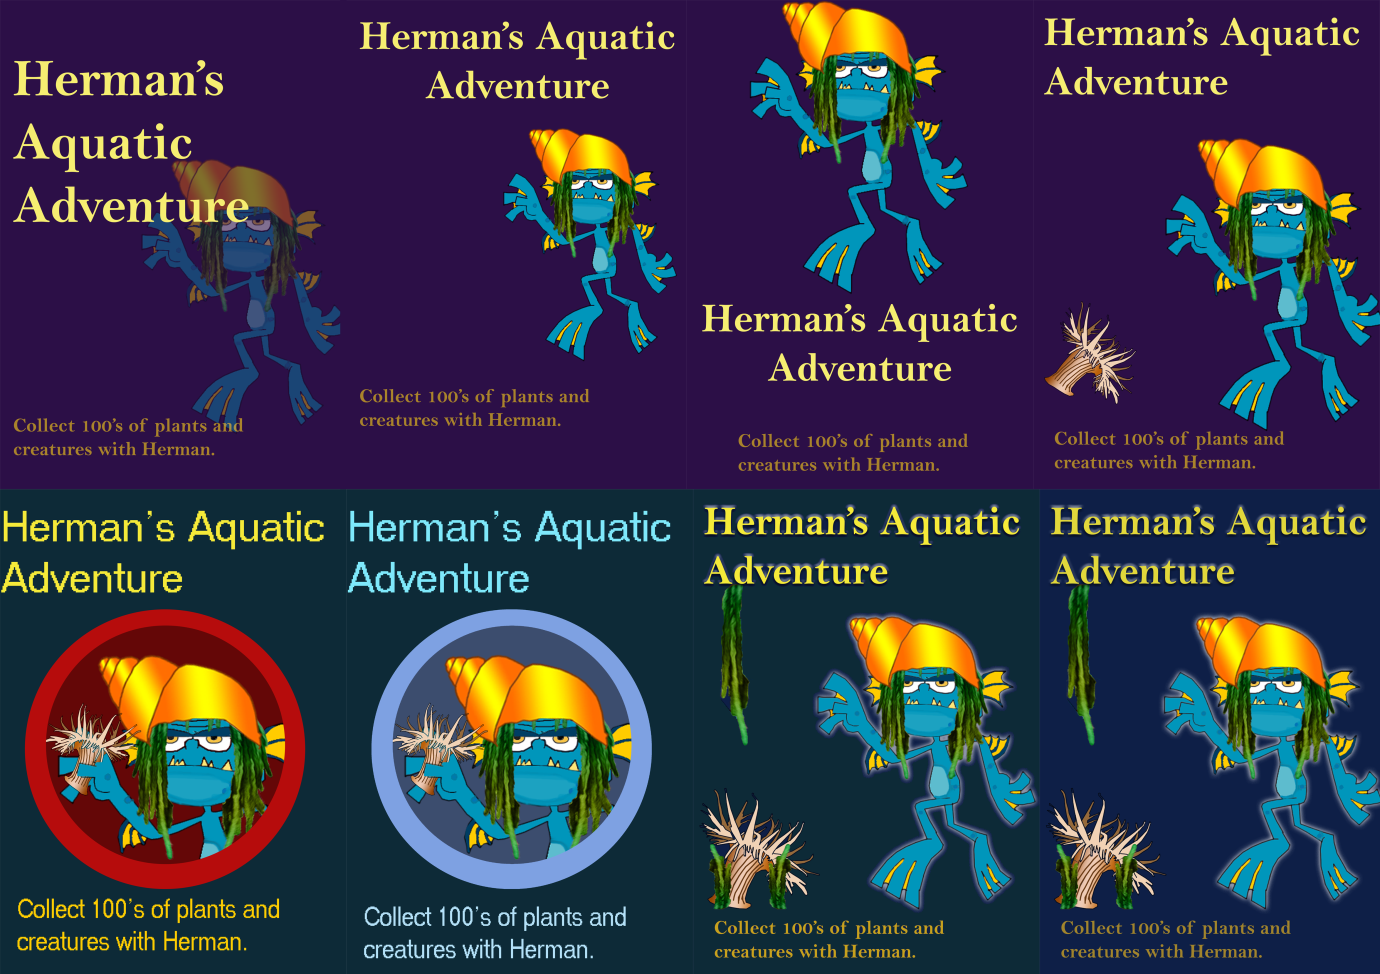 Herman’s
Aquatic
Adventure
Collect 100’s of plants and
creatures with Herman.
Herman’s Aquatic
Adventure
Collect 100’s of plants and
creatures with Herman.
Herman’s Aquatic
Adventure
Collect 100’s of plants and
creatures with Herman.
Herman’s Aquatic
Adventure
Collect 100’s of plants and
creatures with Herman.
Herman’s Aquatic
Adventure
Collect 100’s of plants and
creatures with Herman.
Herman’s Aquatic
Adventure
Collect 100’s of plants and
creatures with Herman.
Herman’s Aquatic
Adventure
Collect 100’s of plants and
creatures with Herman.
Herman’s Aquatic
Adventure
Collect 100’s of plants and
creatures with Herman.